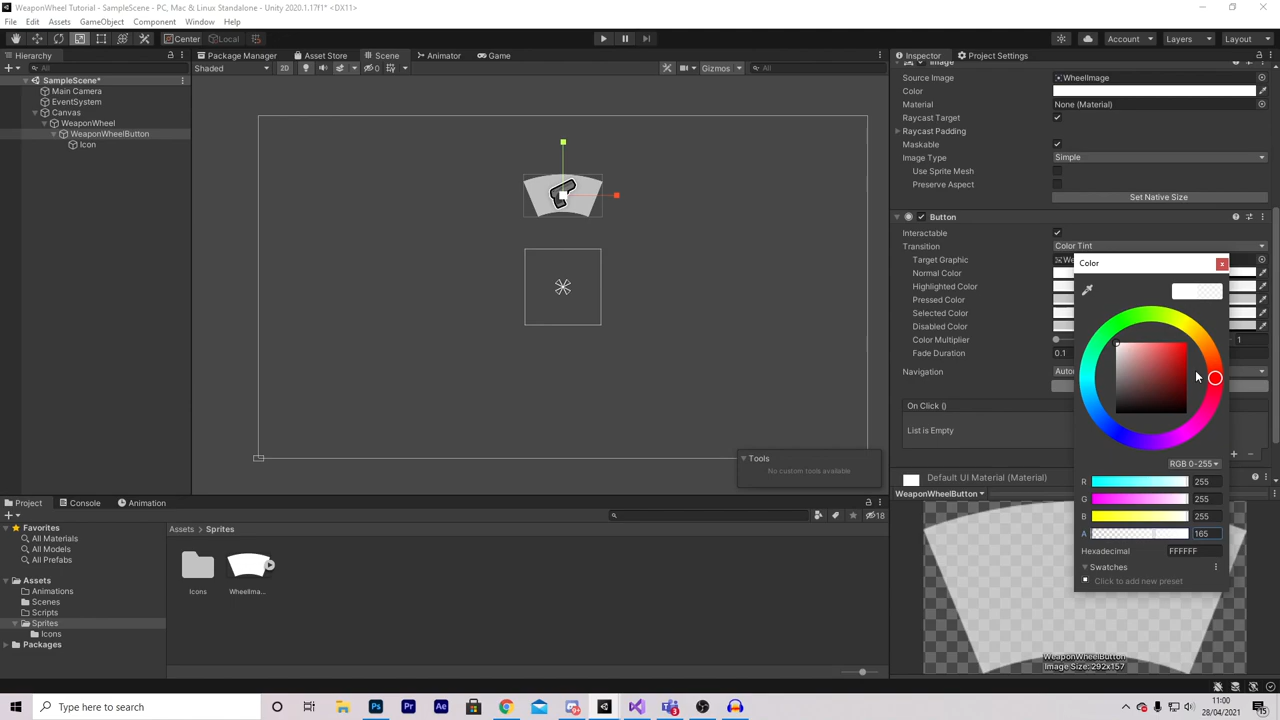 WeaponWheel Tutorial - SampleScene - PC, Mac & Linux Standalone - Unity 2020.1.17f1* <DX11>
File Edit Assets GameObject Component Window Help
Center Local Account Layers Layout
Hierarchy Package Manager Asset Store Scene Animator Game Inspector Project Settings
All Shaded 2D 0 Gizmos All
Image
SampleScene*
Main Camera
EventSystem
Canvas
WeaponWheel
WeaponWheelButton
Icon
Source Image WheelImage
Color
Material None (Material)
Raycast Target
Raycast Padding
Maskable
Image Type Simple
Use Sprite Mesh
Preserve Aspect
Set Native Size
Button
Interactable
Transition Color Tint
Target Graphic
Normal Color
Highlighted Color
Pressed Color
Selected Color
Disabled Color
Color Multiplier 1
Fade Duration 0.1
Navigation
On Click ()
List is Empty
Color
RGB 0-255
R 255
G 255
B 255
A 165
Hexadecimal FFFFFF
Swatches
Click to add new preset
Tools
No custom tools available
Default UI Material (Material)
WeaponWheelButton
WeaponWheelButton
Image Size: 292x157
Project Console Animation
18
Favorites
All Materials
All Models
All Prefabs
Assets
Animations
Scenes
Scripts
Sprites
Icons
Packages
Assets > Sprites
Icons WheelIma...
Type here to search
11:00
28/04/2021
15